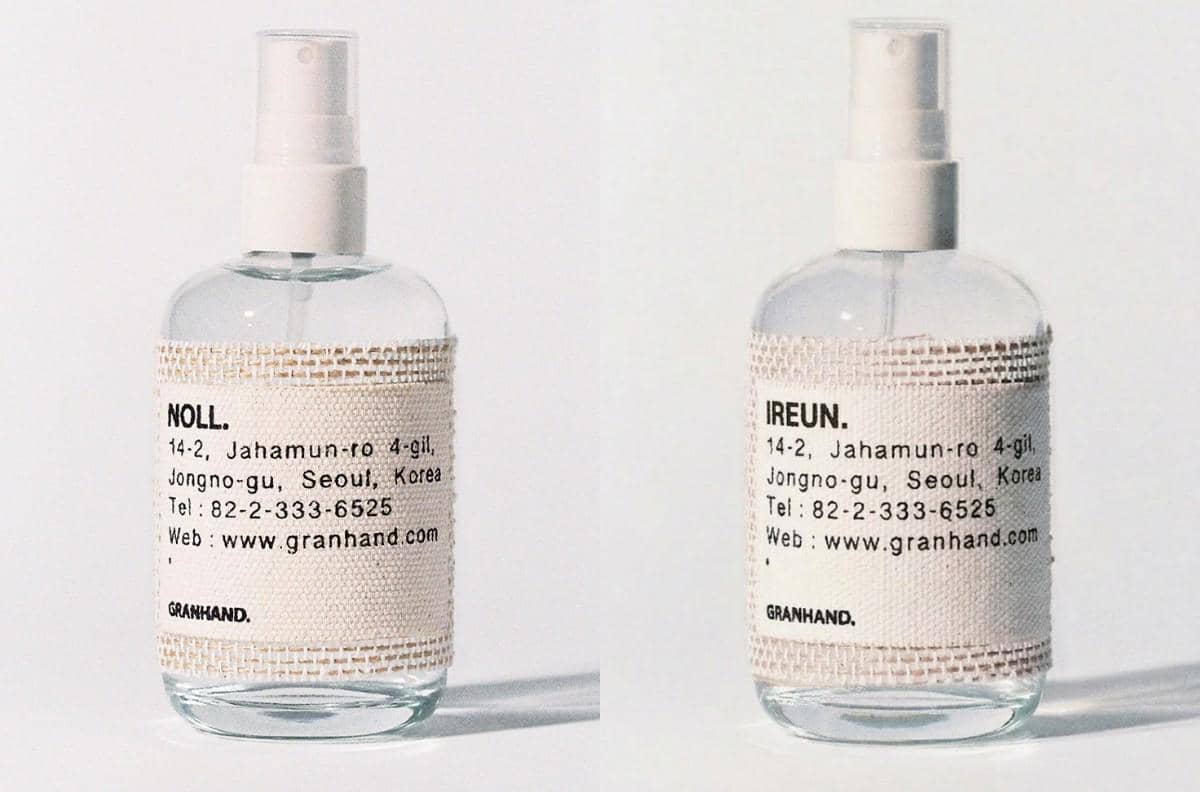 NOLL.
14-2, Jahamun-ro 4-gil,
Jongno-gu, Seoul, Korea
Tel : 82-2-333-6525
Web : www.granhand.com
GRANHAND.
IREUN.
14-2, Jahamun-ro 4-gil,
Jongno-gu, Seoul, Korea
Tel : 82-2-333-6525
Web : www.granhand.com
GRANHAND.